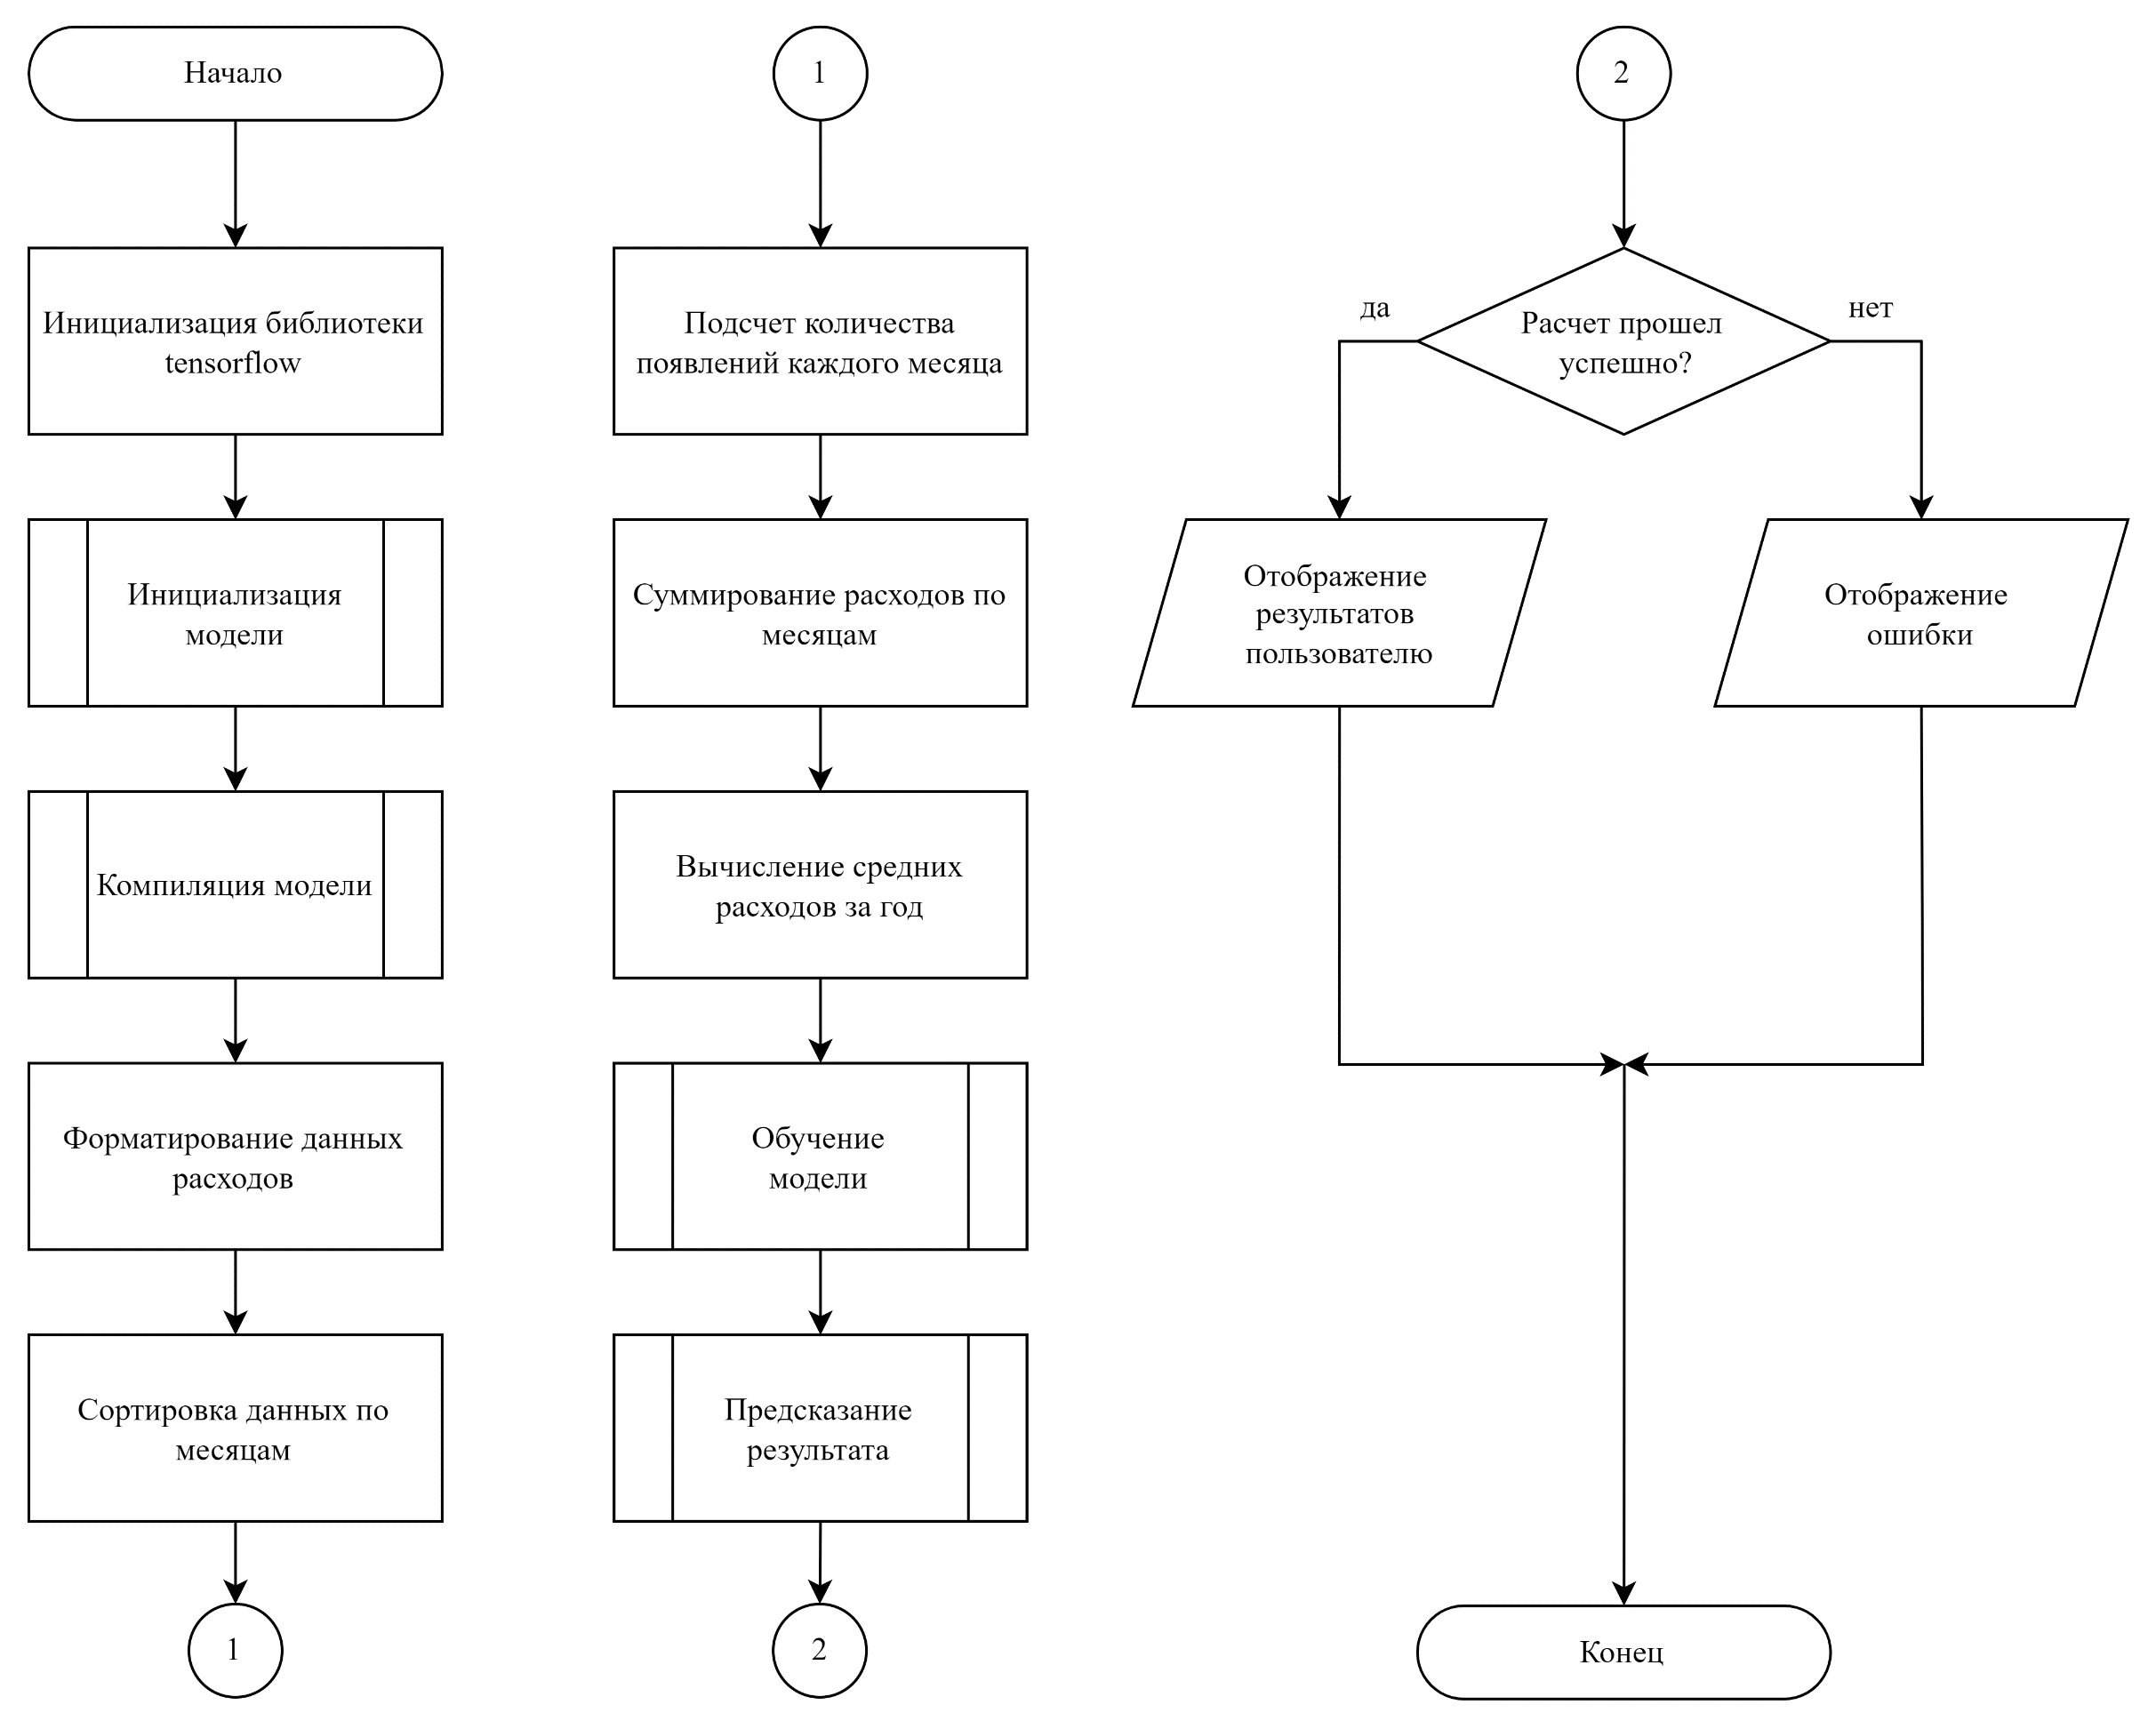 Начало
Инициализация библиотеки
tensorflow
Инициализация
модели
Компиляция модели
Форматирование данных
расходов
Сортировка данных по
месяцам
1
1
Подсчет количества
появлений каждого месяца
Суммирование расходов по
месяцам
Вычисление средних
расходов за год
Обучение
модели
Предсказание
результата
2
2
Расчет прошел
успешно?
да
нет
Отображение
результатов
пользователю
Отображение
ошибки
Конец